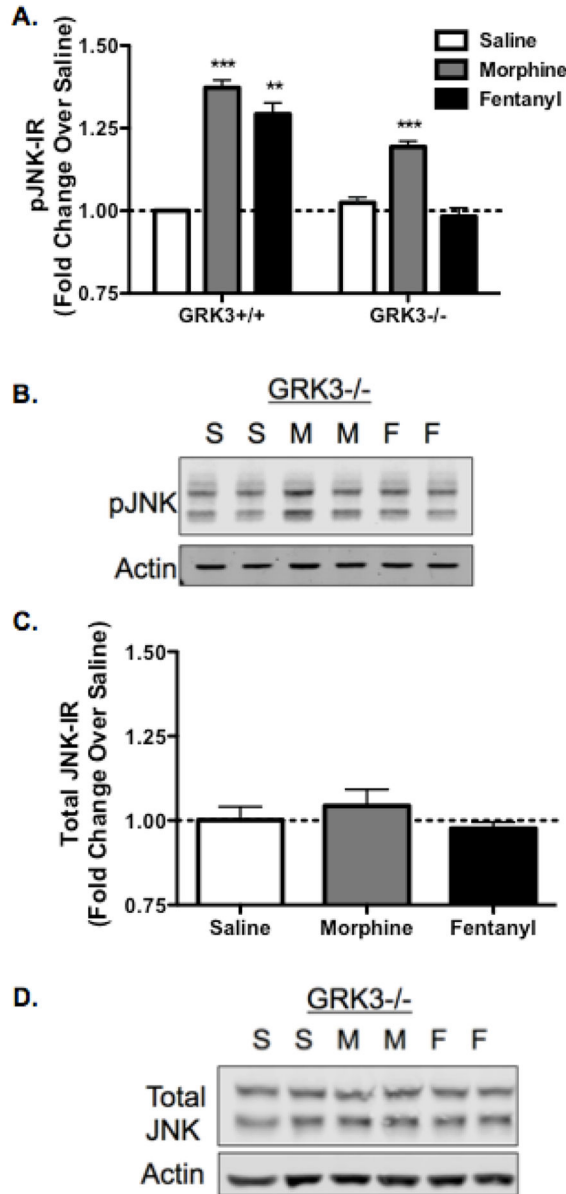 A.
pJNK-IR
(Fold Change Over Saline)
1.50
1.25
1.00
0.75
*** ** ***
Saline
Morphine
Fentanyl
GRK3+/+ GRK3-/-
B.
GRK3-/-
S S M M F F
pJNK
Actin
C.
Total JNK-IR
(Fold Change Over Saline)
1.50
1.25
1.00
0.75
Saline Morphine Fentanyl
D.
GRK3-/-
S S M M F F
Total
JNK
Actin